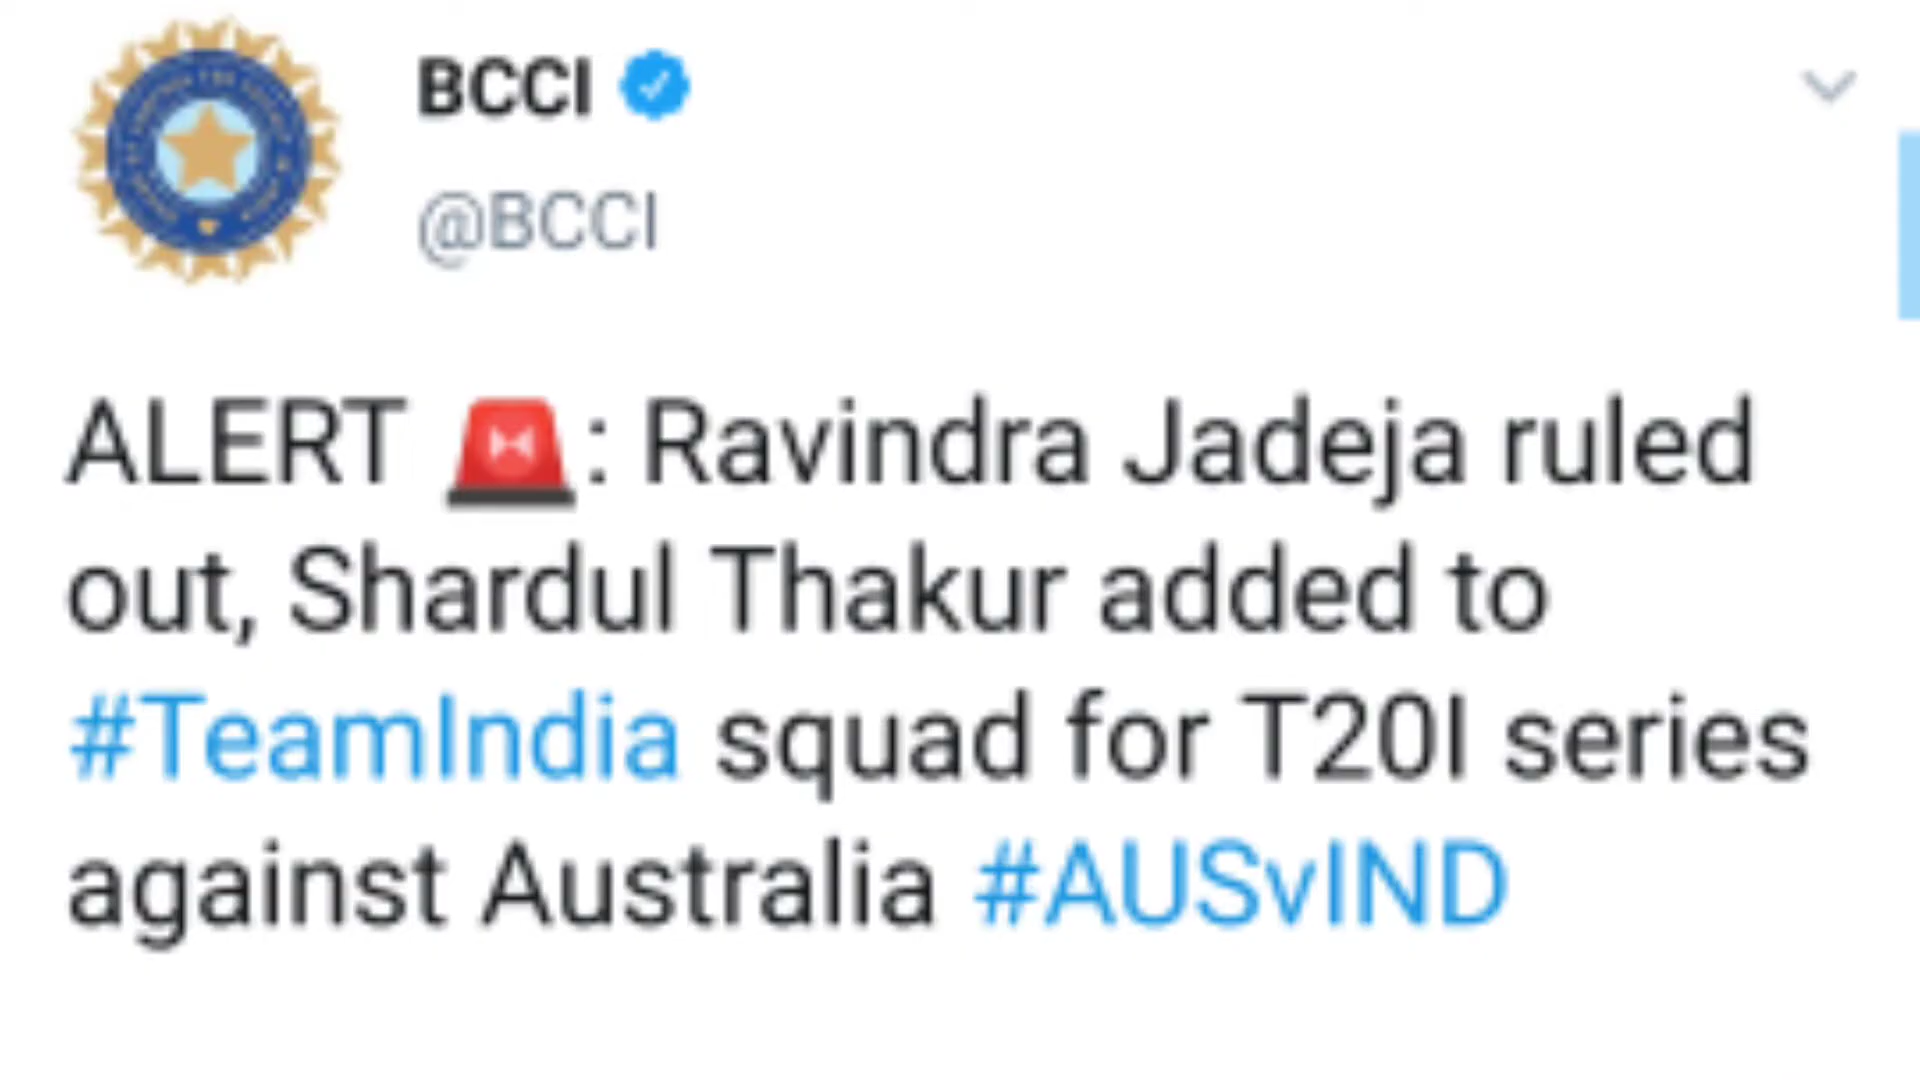 BCCI
@BCCI
ALERT 🚨: Ravindra Jadeja ruled
out, Shardul Thakur added to
#TeamIndia squad for T20I series
against Australia #AUSvIND